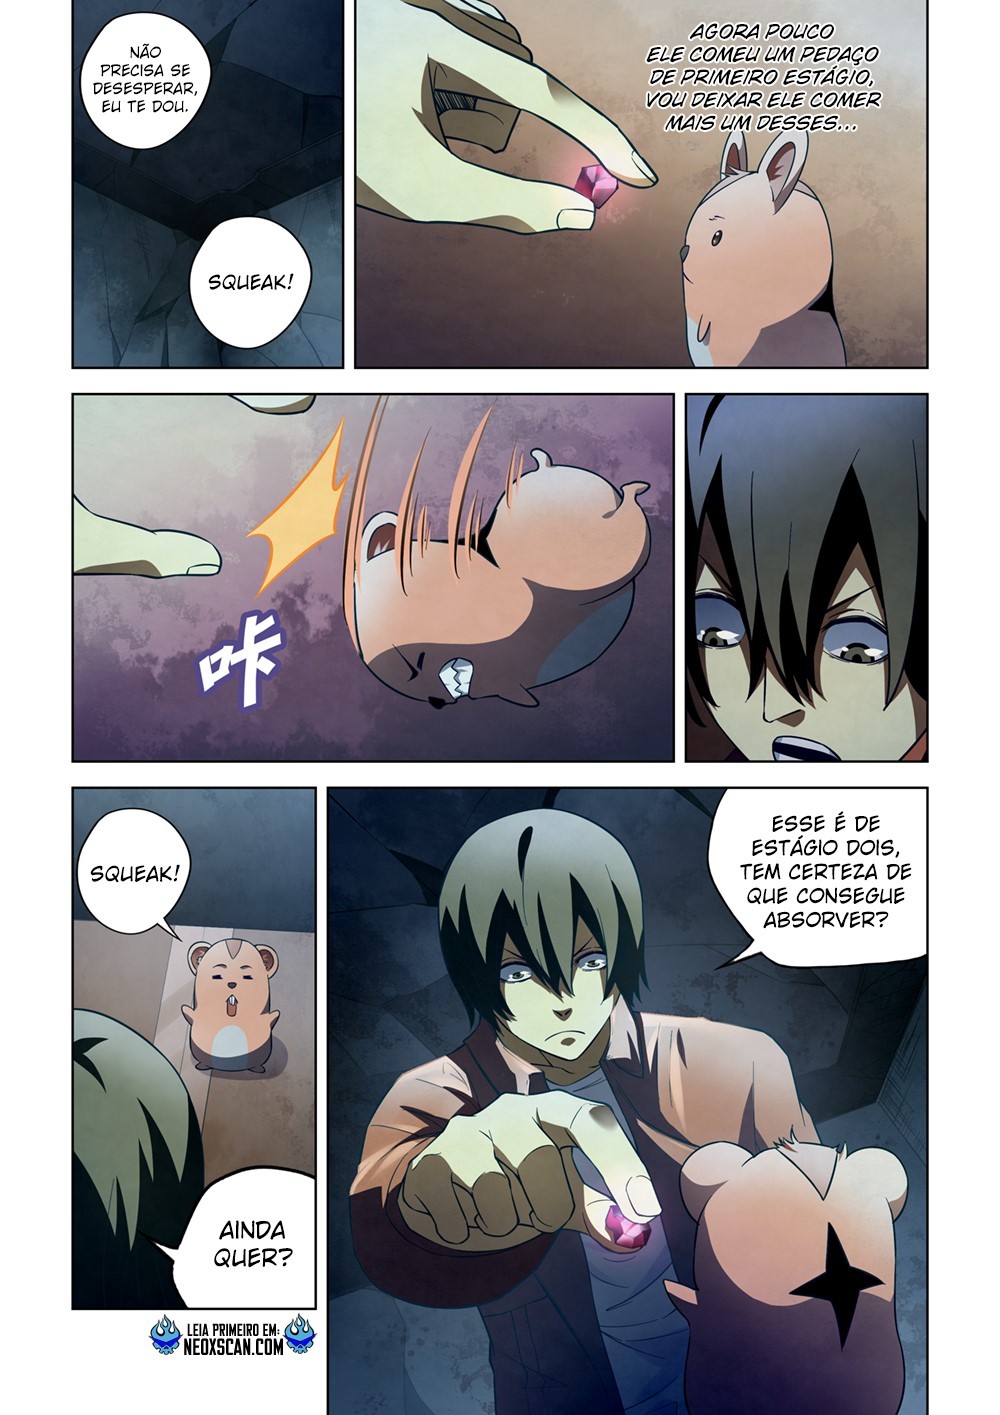 NÃO
PRECISA SE
DESESPERAR,
EU TE DOU.
SQUEAK!
AGORA POUCO
ELE COMEU UM PEDAÇO
DE PRIMEIRO ESTÁGIO,
VOU DEIXAR ELE COMER
MAIS UM DESSES...
咔
SQUEAK!
AINDA
QUER?
ESSE É DE
ESTÁGIO DOIS,
TEM CERTEZA DE
QUE CONSEGUE
ABSORVER?
LEIA PRIMEIRO EM:
NEOXSCAN.COM